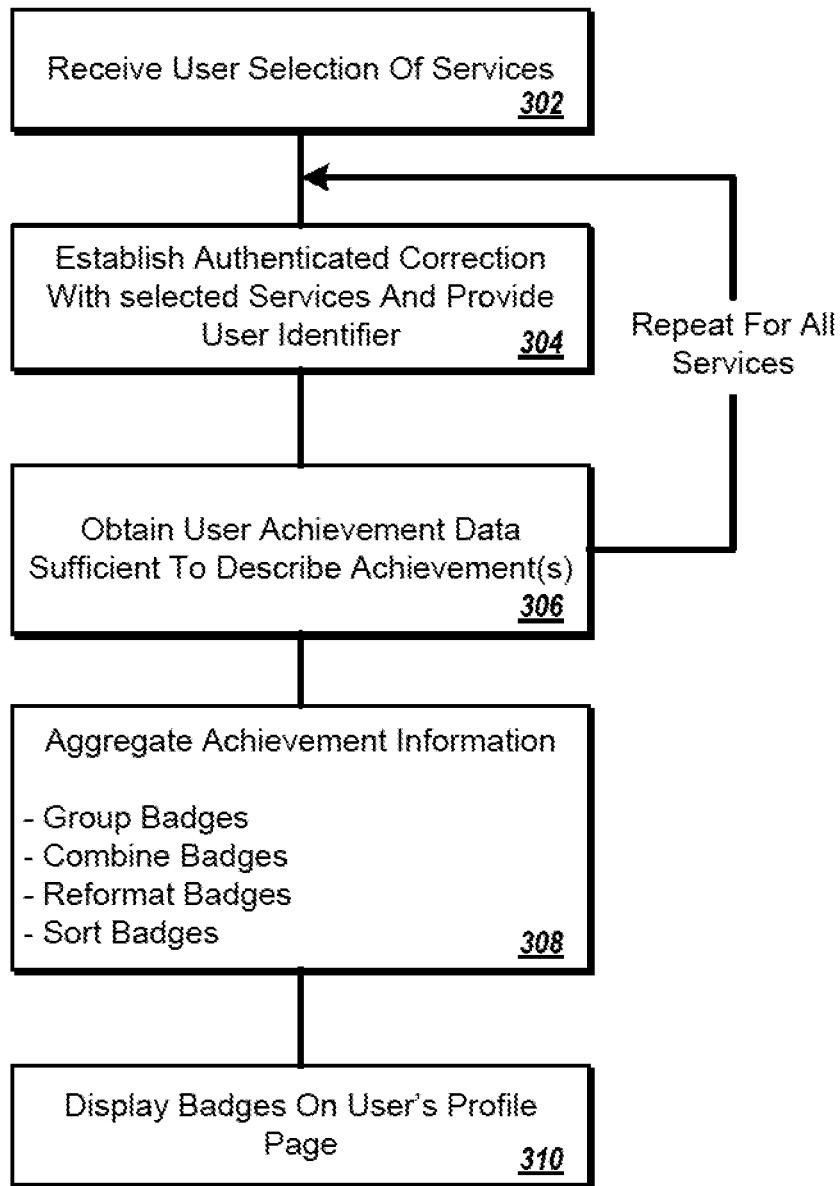 Receive User Selection Of Services
302
Establish Authenticated Correction
With selected Services And Provide
User Identifier
304
Repeat For All
Services
Obtain User Achievement Data
Sufficient To Describe Achievement(s)
306
Aggregate Achievement Information
- Group Badges
- Combine Badges
- Reformat Badges
- Sort Badges
308
Display Badges On User's Profile
Page
310